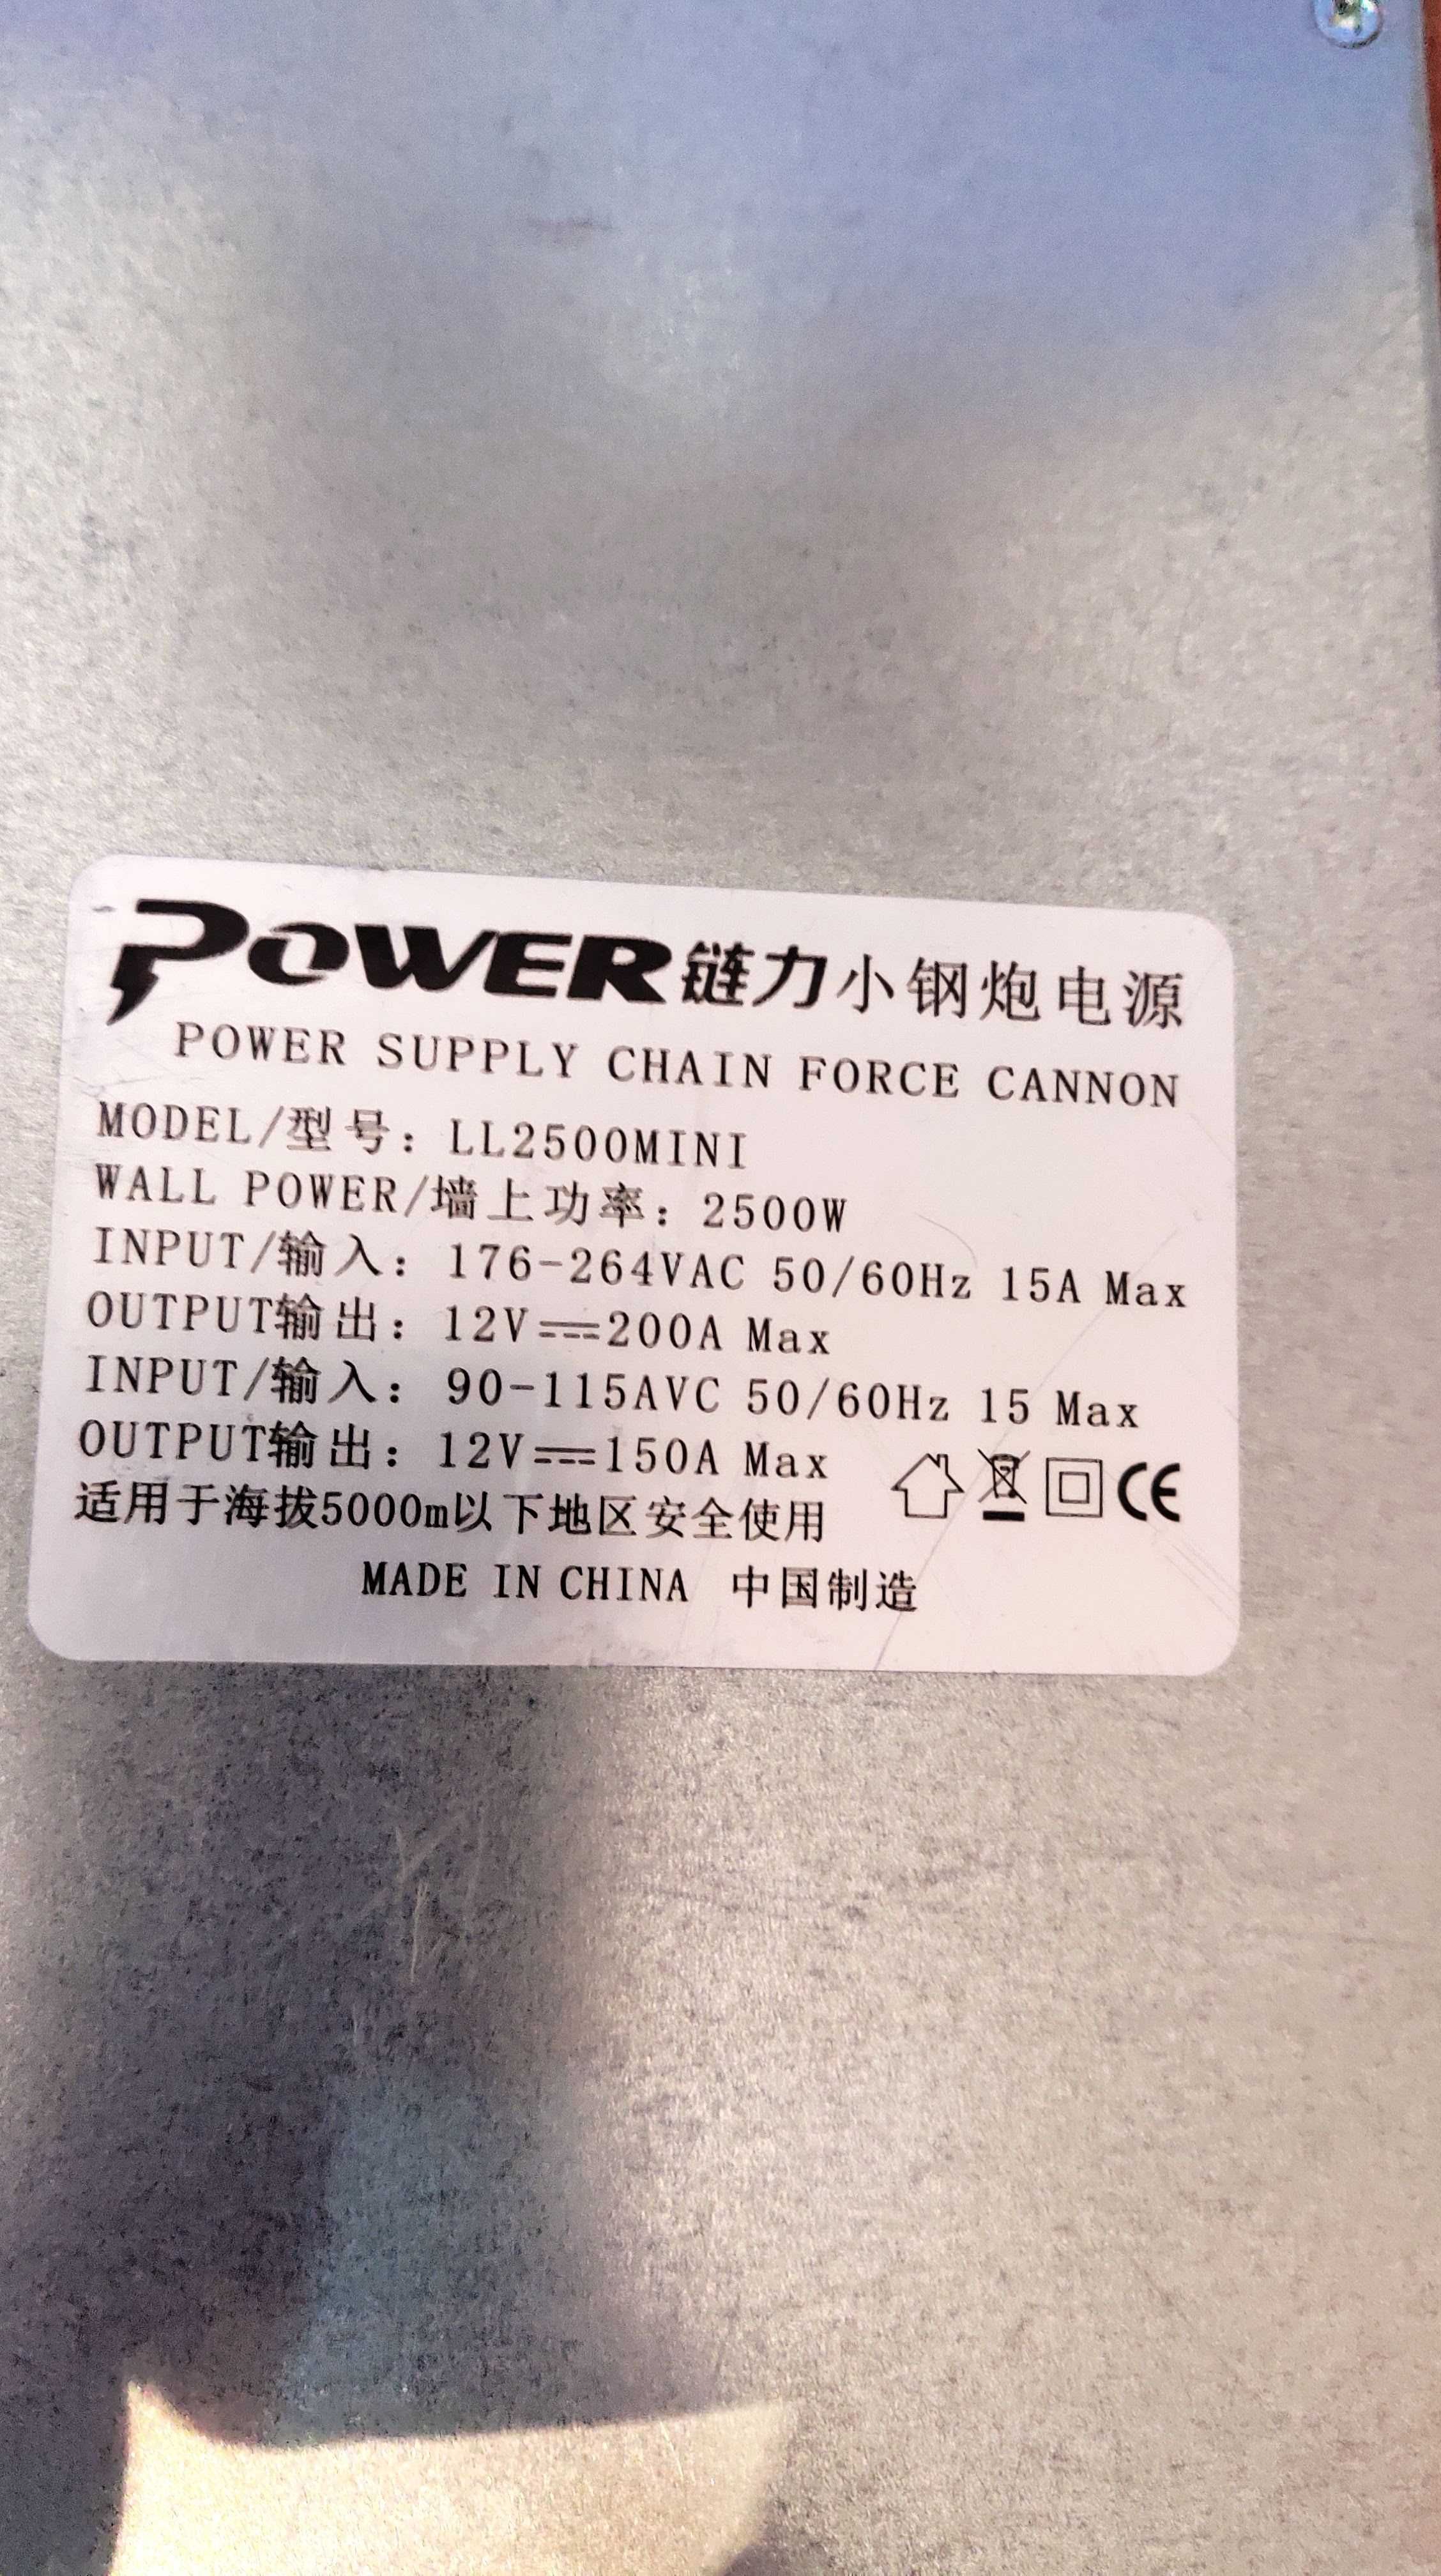 POWER链力小钢炮电源
POWER SUPPLY CHAIN FORCE CANNON
MODEL/型号: LL2500MINI
WALL POWER/墙上功率: 2500W
INPUT/输入: 176-264VAC 50/60Hz 15A Max
OUTPUT输出: 12V⎓200A Max
INPUT/输入: 90-115AVC 50/60Hz 15 Max
OUTPUT输出: 12V⎓150A Max
适用于海拔5000m以下地区安全使用 CE
MADE IN CHINA 中国制造